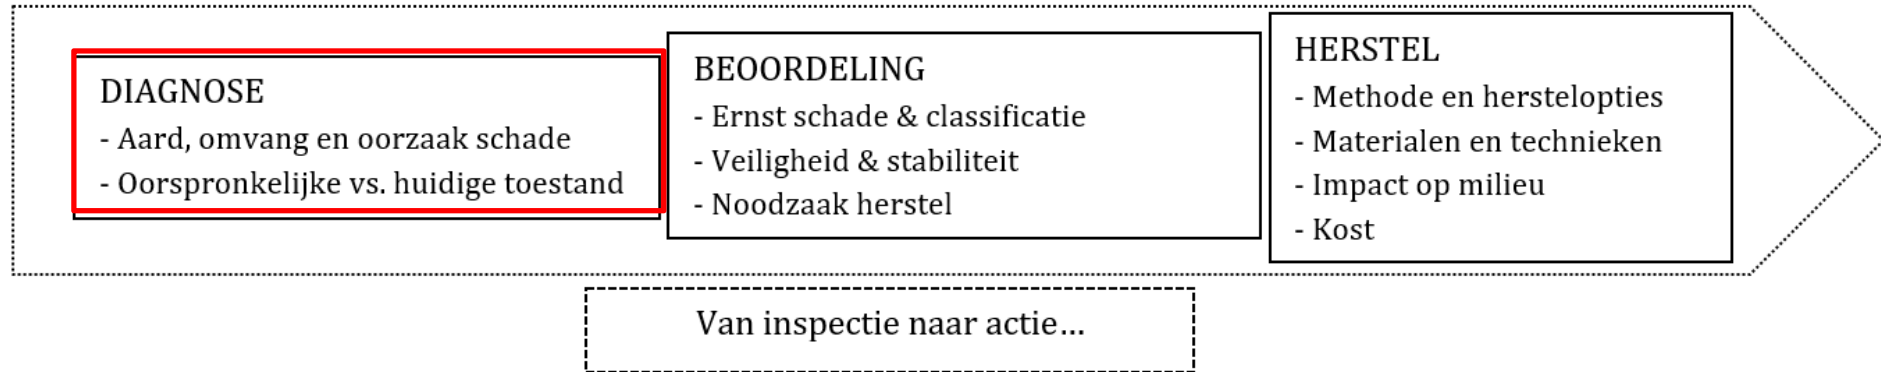 DIAGNOSE
- Aard, omvang en oorzaak schade
- Oorspronkelijke vs. huidige toestand
BEOORDELING
- Ernst schade & classificatie
- Veiligheid & stabiliteit
- Noodzaak herstel
HERSTEL
- Methode en herstelopties
- Materialen en technieken
- Impact op milieu
- Kost
Van inspectie naar actie...